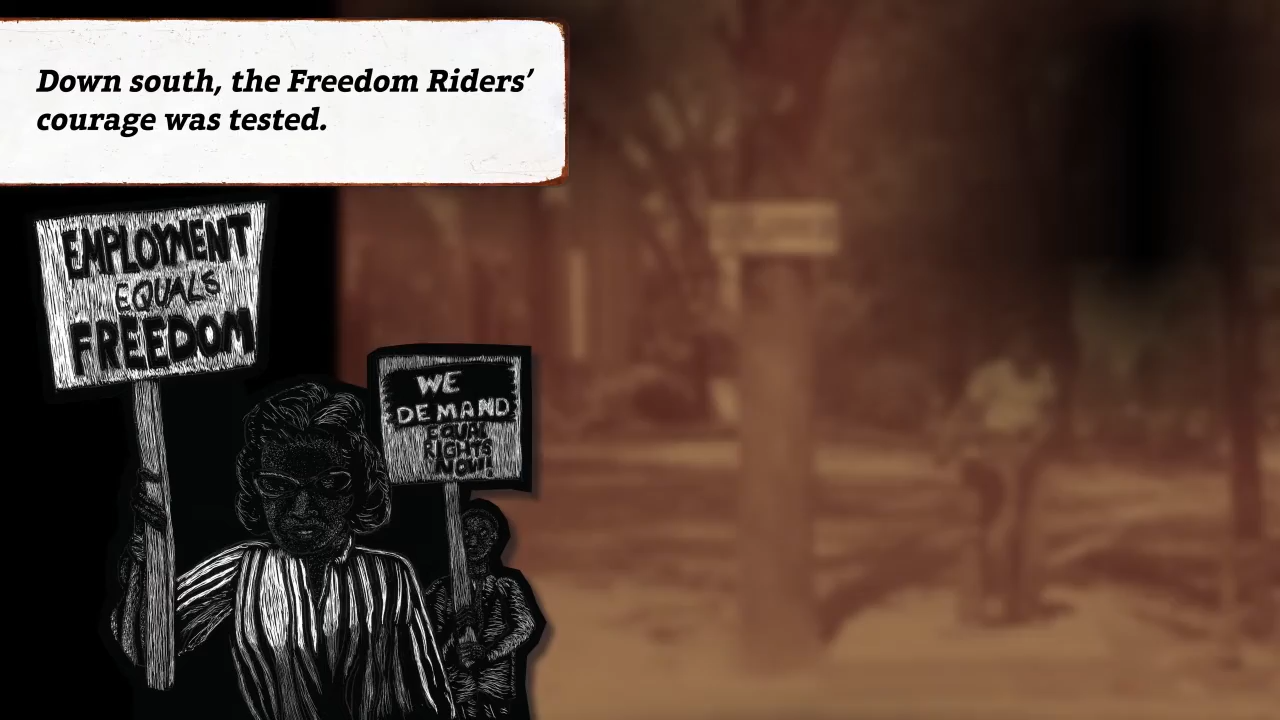 Down south, the Freedom Riders’
courage was tested.
EMPLOYMENT
EQUALS
FREEDOM
WE
DEMAND
EQUAL
RIGHTS
NOW!